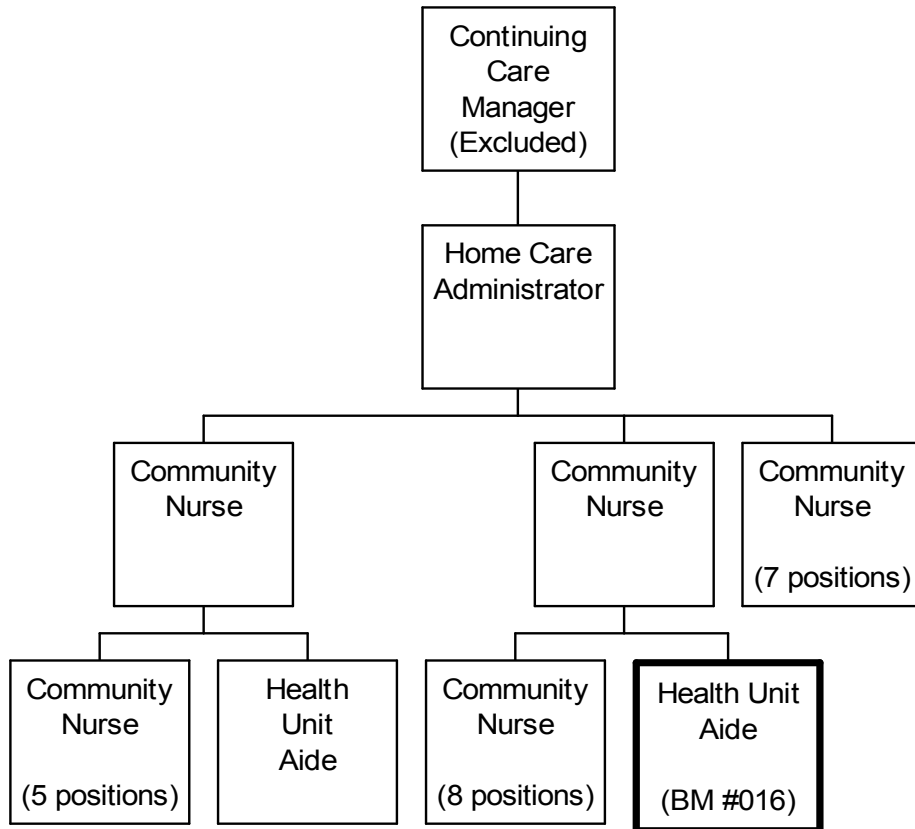 Continuing
Care
Manager
(Excluded)
Home Care
Administrator
Community
Nurse
Community
Nurse
Community
Nurse
(7 positions)
Community
Nurse
(5 positions)
Health
Unit
Aide
Community
Nurse
(8 positions)
Health Unit
Aide
(BM #016)